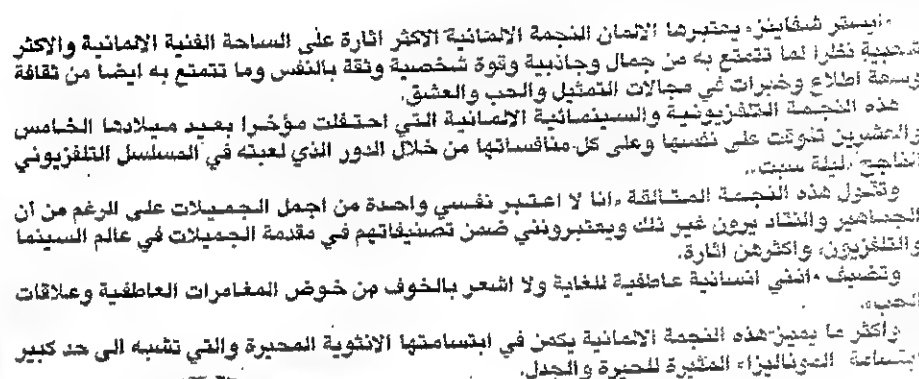 «ايستر شفاينز» يعتبرها الالمان النجمة الالمانية الاكثر اثارة على الساحة الفنية الالمانية والاكثر
شعبية نظرا لما تتمتع به من جمال وجاذبية وقوة شخصية وثقة بالنفس وما تتمتع به ايضا من ثقافة
وسعة اطلاع وخبرات في مجالات التمثيل والحب والعشق.
هذه النجمة التلفزيونية والسينمائية الالمانية التي احتفلت مؤخرا بعيد ميلادها الخامس
والعشرين تفوقت على نفسها وعلى كل منافساتها من خلال الدور الذي لعبته في المسلسل التلفزيوني
الناجح «ليلة سبت».
وتقول هذه النجمة المتألقة «انا لا اعتبر نفسي واحدة من اجمل الجميلات على الرغم من ان
الجماهير والنقاد يرون غير ذلك ويعتبرونني ضمن تصنيفاتهم في مقدمة الجميلات في عالم السينما
والتلفزيون، واكثرهن اثارة.
وتضيف «انني انسانية عاطفية للغاية ولا اشعر بالخوف من خوض المغامرات العاطفية وعلاقات
الحب».
واكثر ما يميز هذه النجمة الالمانية يكمن في ابتسامتها الانثوية المحيرة والتي تشبه الى حد كبير
ابتسامة «الموناليزا» المثيرة للحيرة والجدل.